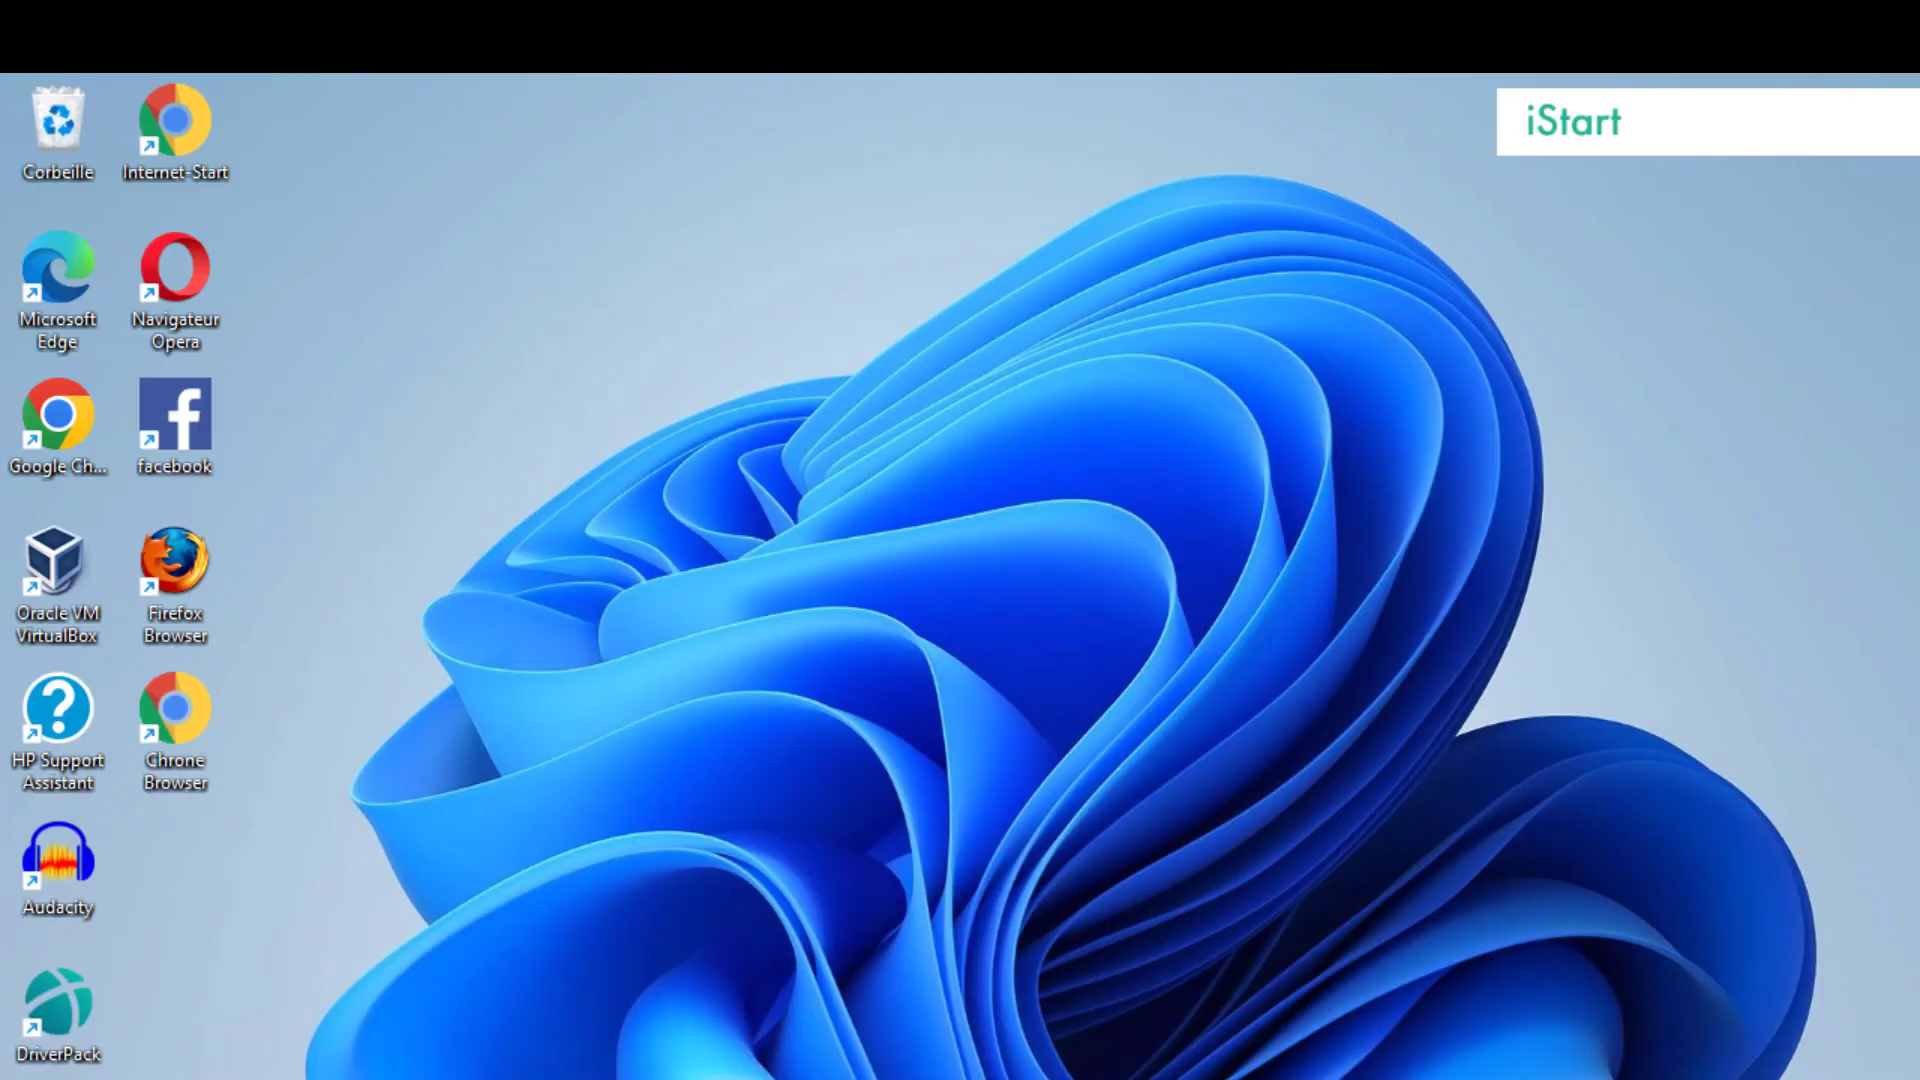 Corbeille
Internet-Start
iStart
Microsoft
Edge
Navigateur
Opera
Google Ch...
facebook
Oracle VM
VirtualBox
Firefox
Browser
HP Support
Assistant
Chrone
Browser
Audacity
DriverPack